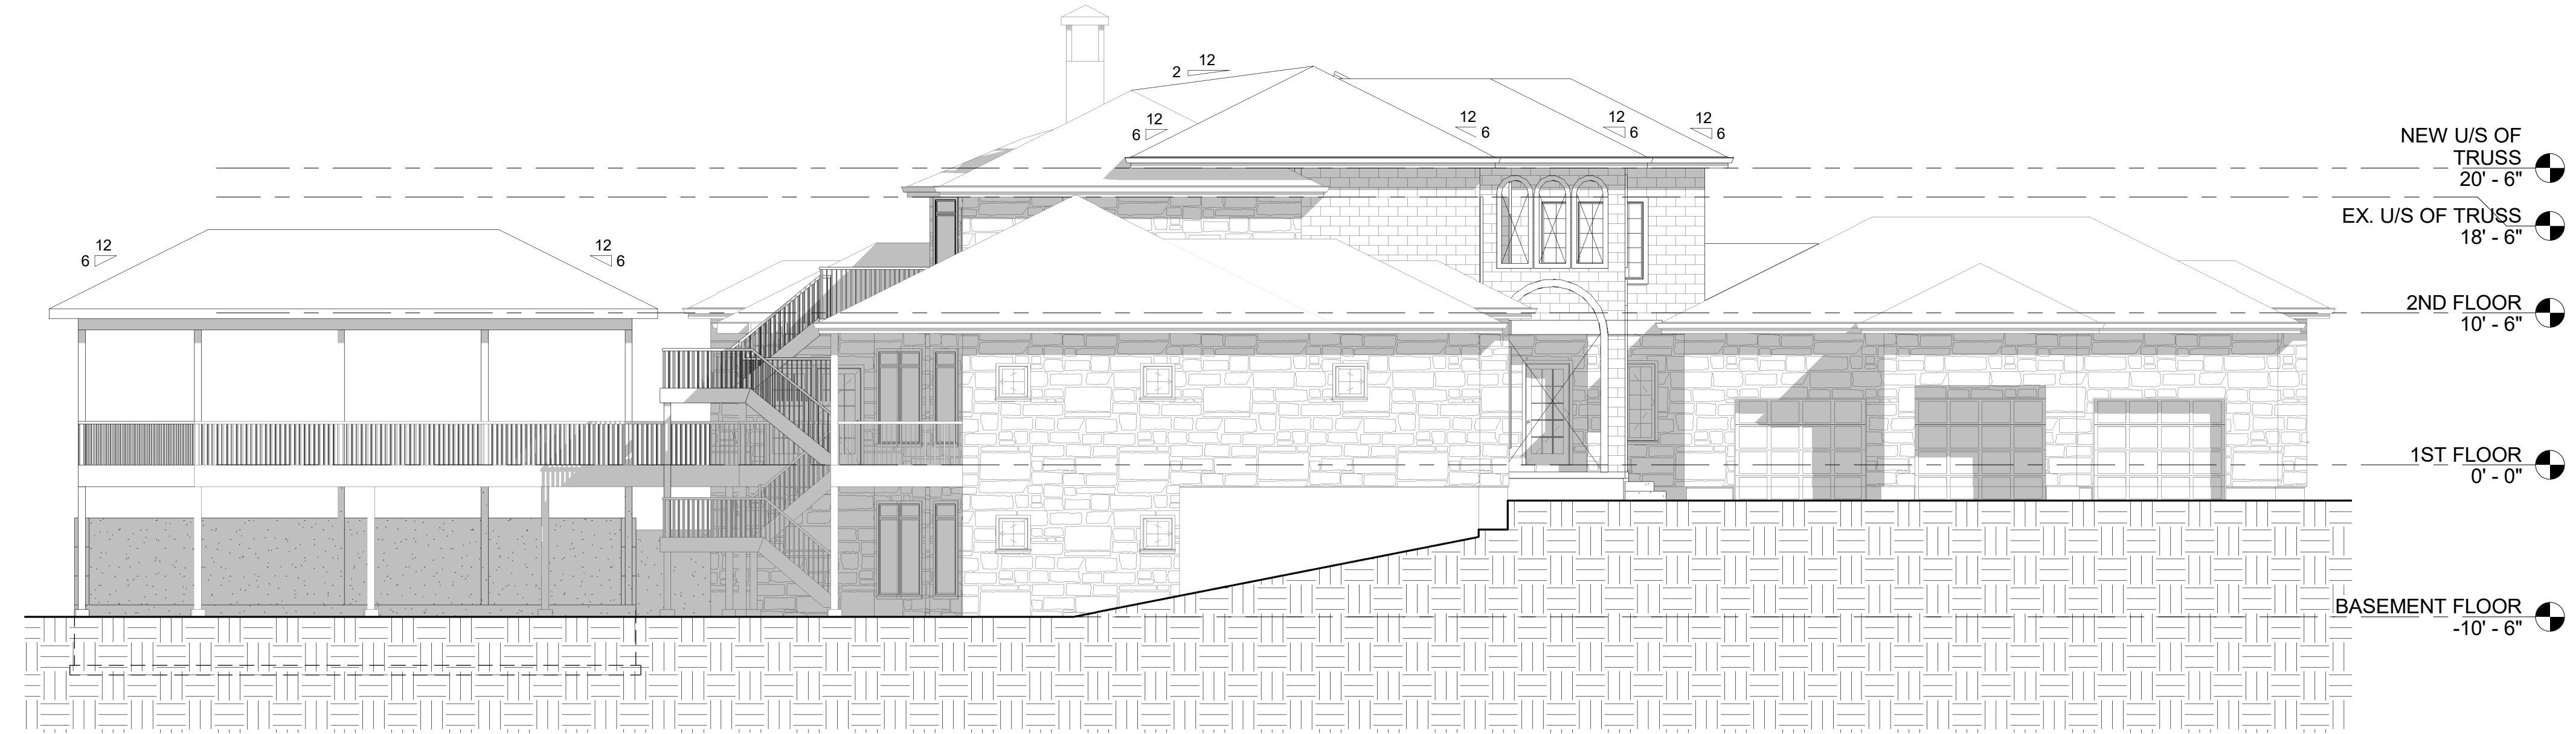 12
2
12
6
12
6
12
6
12
6
12
6
12
6
NEW U/S OF
TRUSS
20' - 6"
EX. U/S OF TRUSS
18' - 6"
2ND FLOOR
10' - 6"
1ST FLOOR
0' - 0"
BASEMENT FLOOR
-10' - 6"